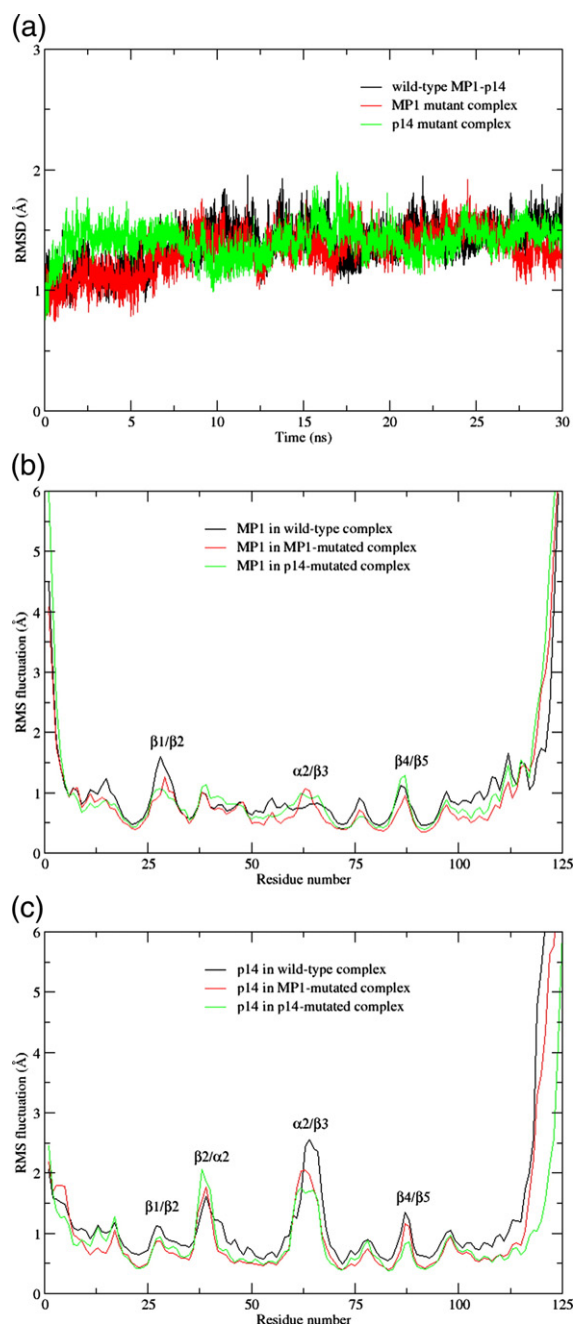 (a)
3
wild-type MP1-p14
MP1 mutant complex
p14 mutant complex
2
RMSD (Å)
1
0
0 5 10 15 20 25 30
Time (ns)
(b)
6
MP1 in wild-type complex
MP1 in MP1-mutated complex
MP1 in p14-mutated complex
5
4
RMS fluctuation (Å)
3
2
β1/β2
α2/β3
β4/β5
1
0
0 25 50 75 100 125
Residue number
(c)
6
p14 in wild-type complex
p14 in MP1-mutated complex
p14 in p14-mutated complex
5
4
RMS fluctuation (Å)
3
α2/β3
β2/α2
2
β1/β2
β4/β5
1
0
0 25 50 75 100 125
Residue number